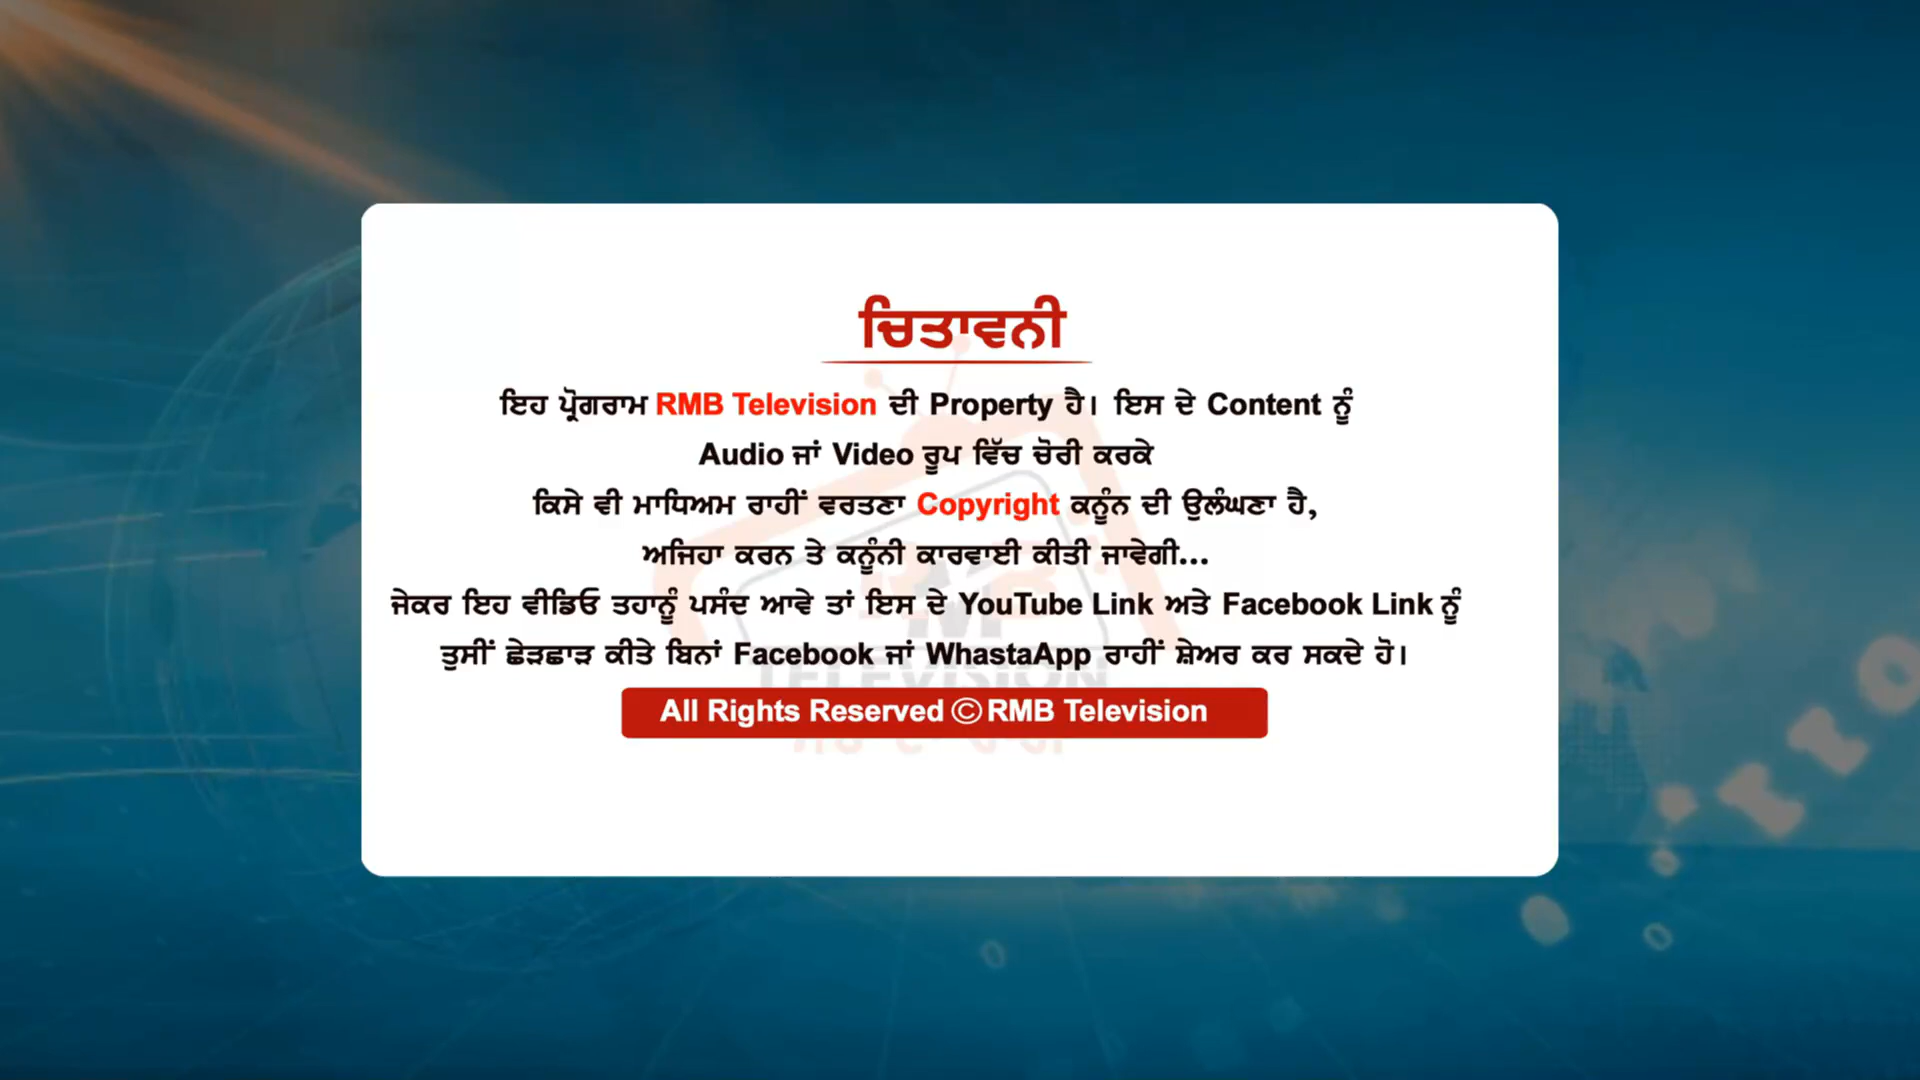 ਚਿਤਾਵਨੀ
ਇਹ ਪ੍ਰੋਗਰਾਮ RMB Television ਦੀ Property ਹੈ। ਇਸ ਦੇ Content ਨੂੰ
Audio ਜਾਂ Video ਰੂਪ ਵਿੱਚ ਚੋਰੀ ਕਰਕੇ
ਕਿਸੇ ਵੀ ਮਾਧਿਅਮ ਰਾਹੀਂ ਵਰਤਣਾ Copyright ਕਨੂੰਨ ਦੀ ਉਲੰਘਣਾ ਹੈ,
ਅਜਿਹਾ ਕਰਨ ਤੇ ਕਨੂੰਨੀ ਕਾਰਵਾਈ ਕੀਤੀ ਜਾਵੇਗੀ...
ਜੇਕਰ ਇਹ ਵੀਡਿਓ ਤਹਾਨੂੰ ਪਸੰਦ ਆਵੇ ਤਾਂ ਇਸ ਦੇ YouTube Link ਅਤੇ Facebook Link ਨੂੰ
ਤੁਸੀਂ ਛੇੜਛਾੜ ਕੀਤੇ ਬਿਨਾਂ Facebook ਜਾਂ WhastaApp ਰਾਹੀਂ ਸ਼ੇਅਰ ਕਰ ਸਕਦੇ ਹੋ।
TELEVISION
All Rights Reserved © RMB Television